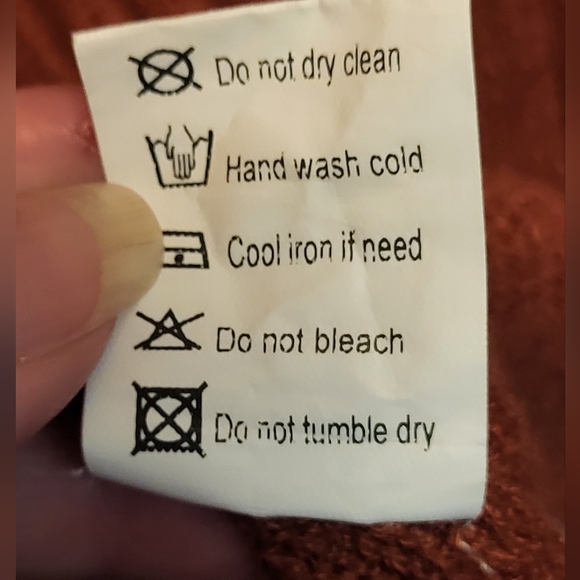 Do not dry clean
Hand wash cold
Cool iron if need
Do not bleach
Do not tumble dry